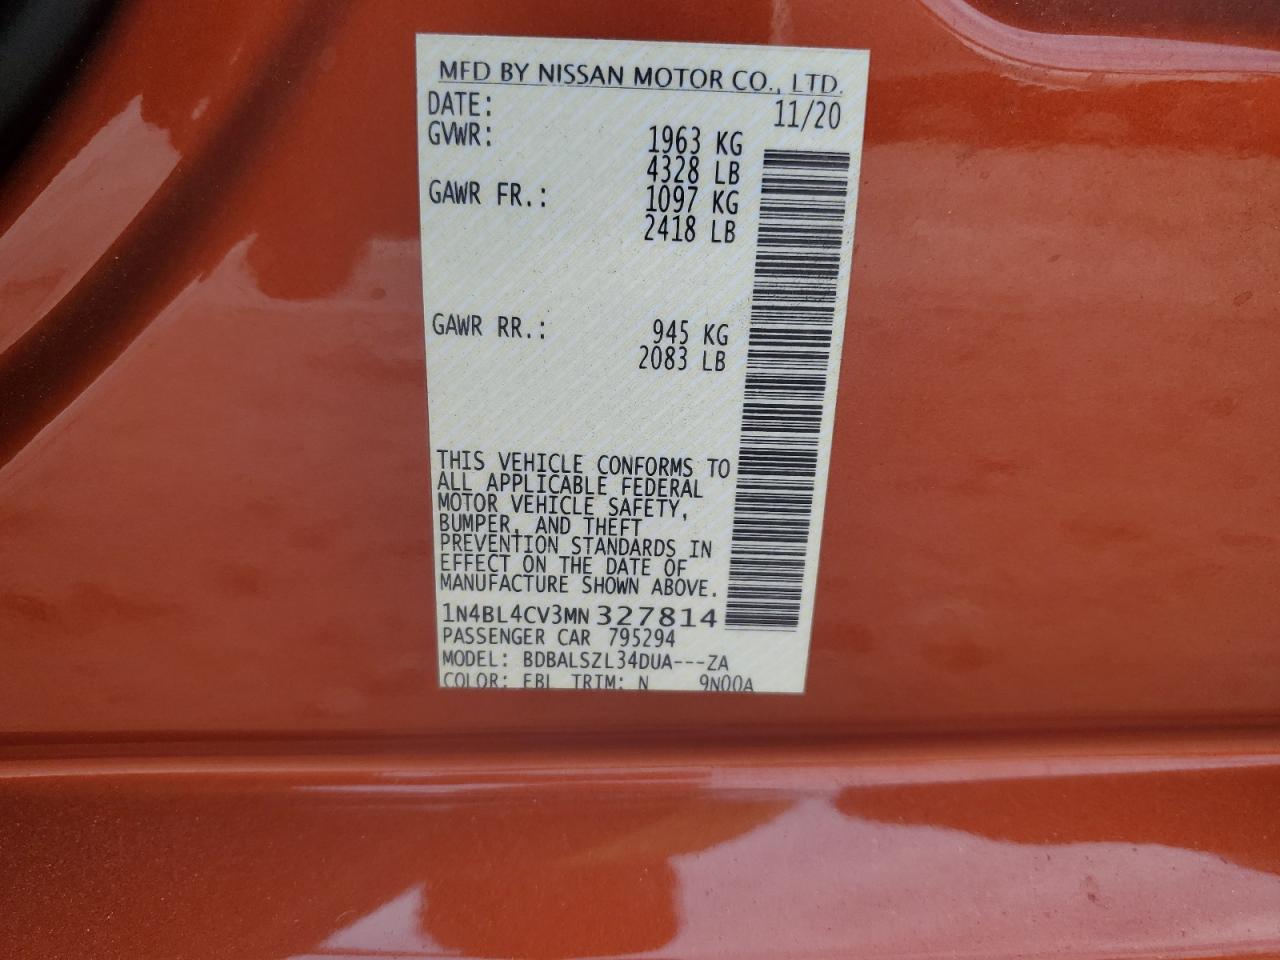 MFD BY NISSAN MOTOR CO., LTD.
DATE: 11/20
GVWR: 1963 KG
4328 LB
GAWR FR.: 1097 KG
2418 LB
GAWR RR.: 945 KG
2083 LB
THIS VEHICLE CONFORMS TO
ALL APPLICABLE FEDERAL
MOTOR VEHICLE SAFETY,
BUMPER, AND THEFT
PREVENTION STANDARDS IN
EFFECT ON THE DATE OF
MANUFACTURE SHOWN ABOVE.
1N4BL4CV3MN327814
PASSENGER CAR 795294
MODEL: BDBALSZL34DUA---ZA
COLOR: EBL TRIM: N 9N00A